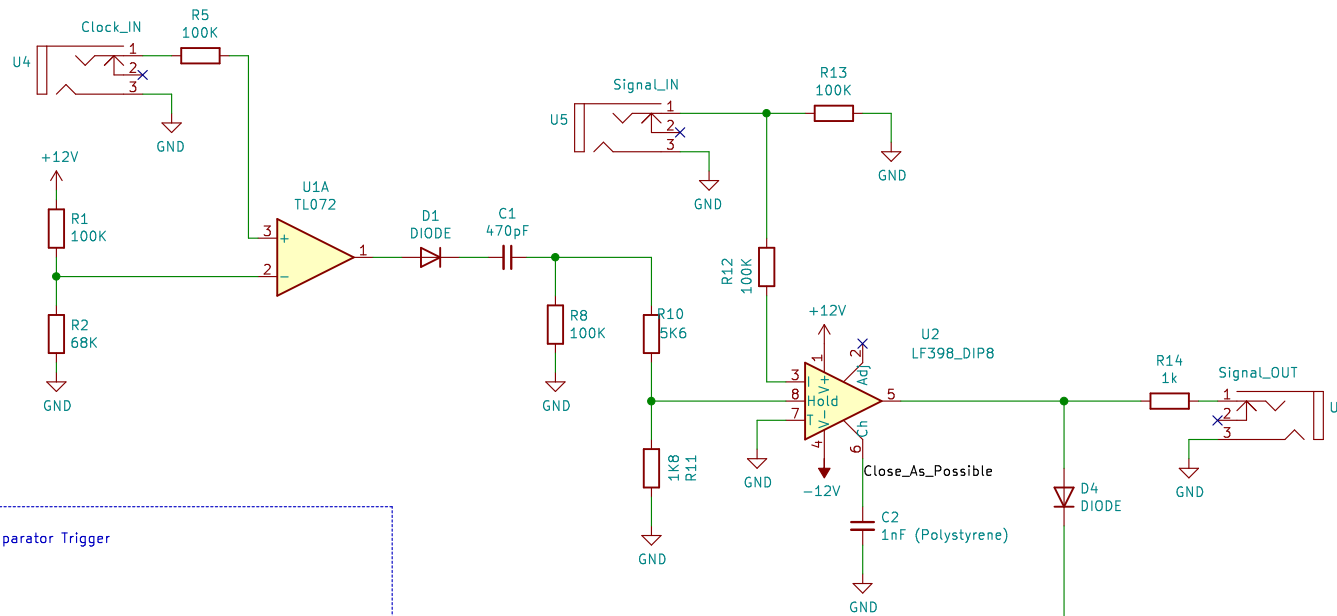 Clock_IN
R5
100K
U4
1
2
3
GND
Signal_IN
U5
1
2
3
GND
R13
100K
GND
+12V
R1
100K
R2
68K
GND
U1A
TL072
3
+
2
−
1
D1
DIODE
C1
470pF
R8
100K
GND
R10
5K6
1K8
R11
GND
R12
100K
+12V
U2
LF398_DIP8
1
V+
2
Adj
3
I
8
Hold
7
T
4
V-
5
6
Ch
GND
-12V
Close_As_Possible
C2
1nF (Polystyrene)
GND
R14
1k
Signal_OUT
U
1
2
3
GND
D4
DIODE
parator Trigger